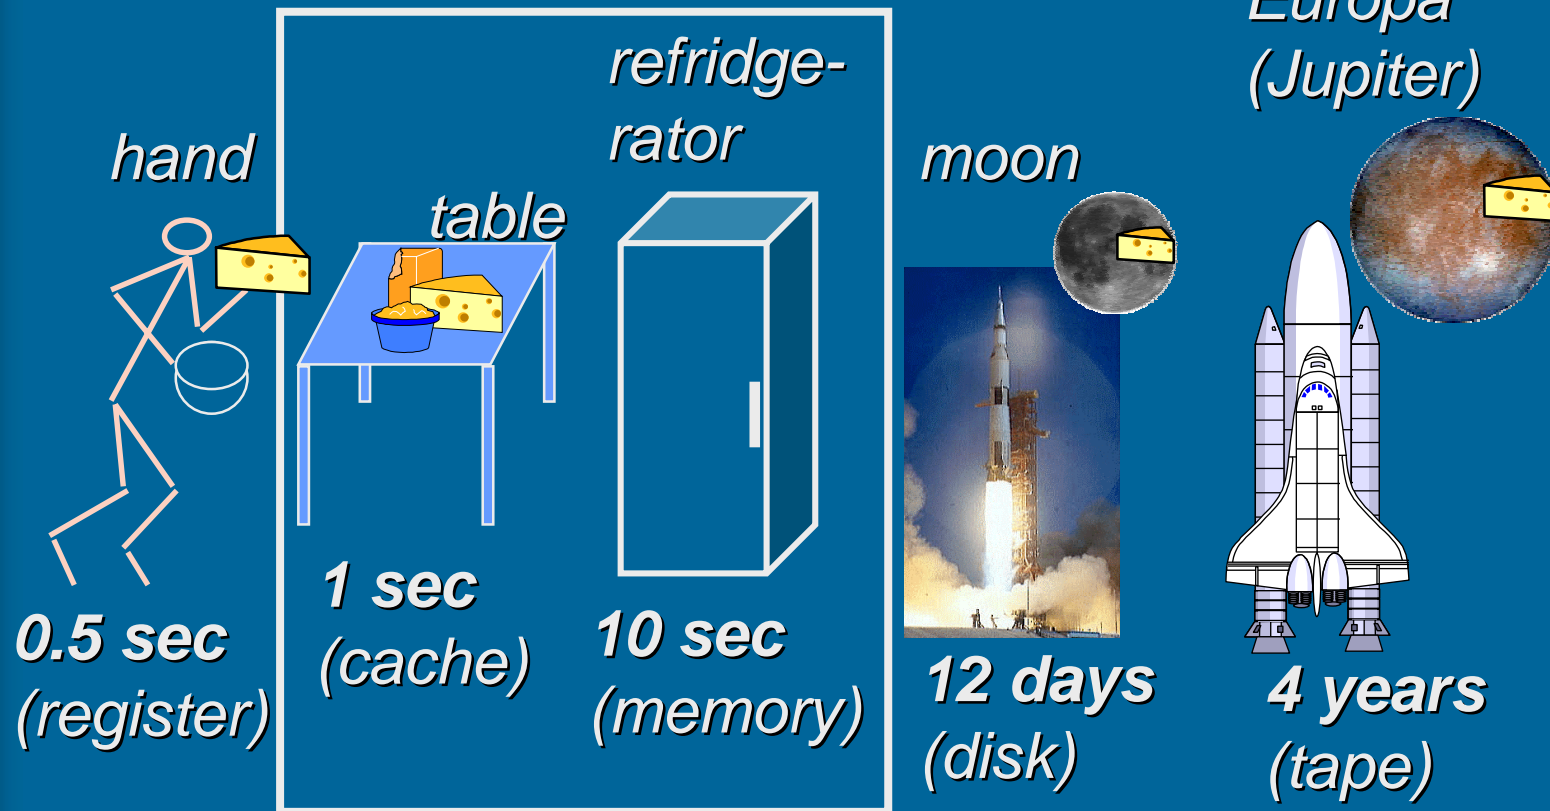 hand
0.5 sec
(register)
table
1 sec
(cache)
refridge-
rator
10 sec
(memory)
moon
12 days
(disk)
Europa
(Jupiter)
4 years
(tape)